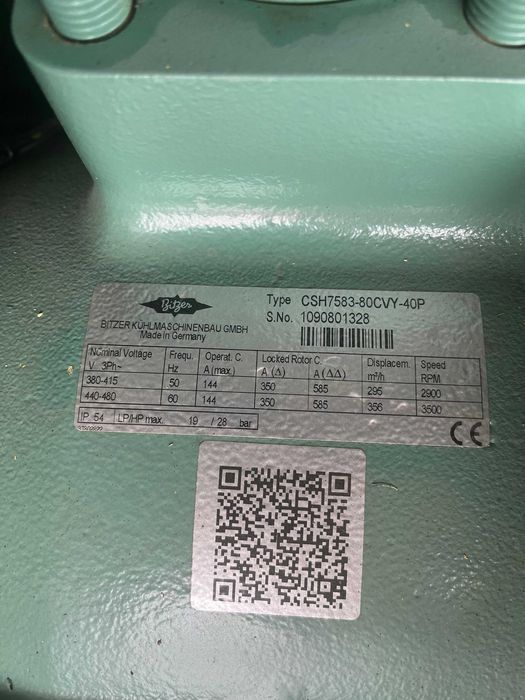 Bitzer
Type CSH7583-80CVY-40P
S.No. 1090801328
BITZER KÜHLMASCHINENBAU GMBH
Made in Germany
Nominal Voltage Frequ. Operat. C. Locked Rotor C. Displacem. Speed
V 3Ph~ Hz A (max.) A (Δ) A (ΔΔ) m³/h RPM
380-415 50 144 350 585 295 2900
440-480 60 144 350 585 356 3500
IP 54 LP/HP max. 19 / 28 bar
CE